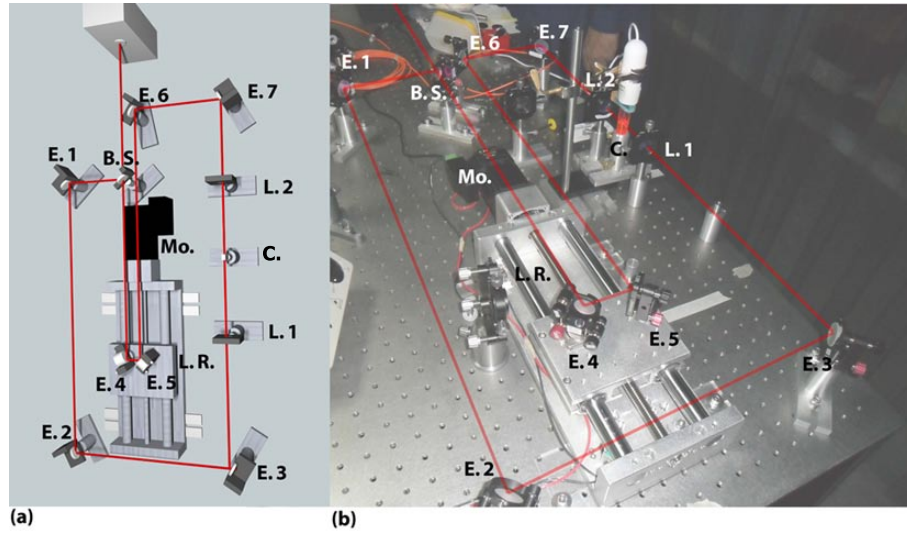 E. 6
E. 7
E. 1
B. S.
L. 2
Mo.
C.
L. 1
L. R.
E. 4
E. 5
E. 2
E. 3
(a)
E. 7
E. 6
E. 1
L. 2
B. S.
C.
L. 1
Mo.
L. R.
E. 5
E. 4
E. 3
E. 2
(b)